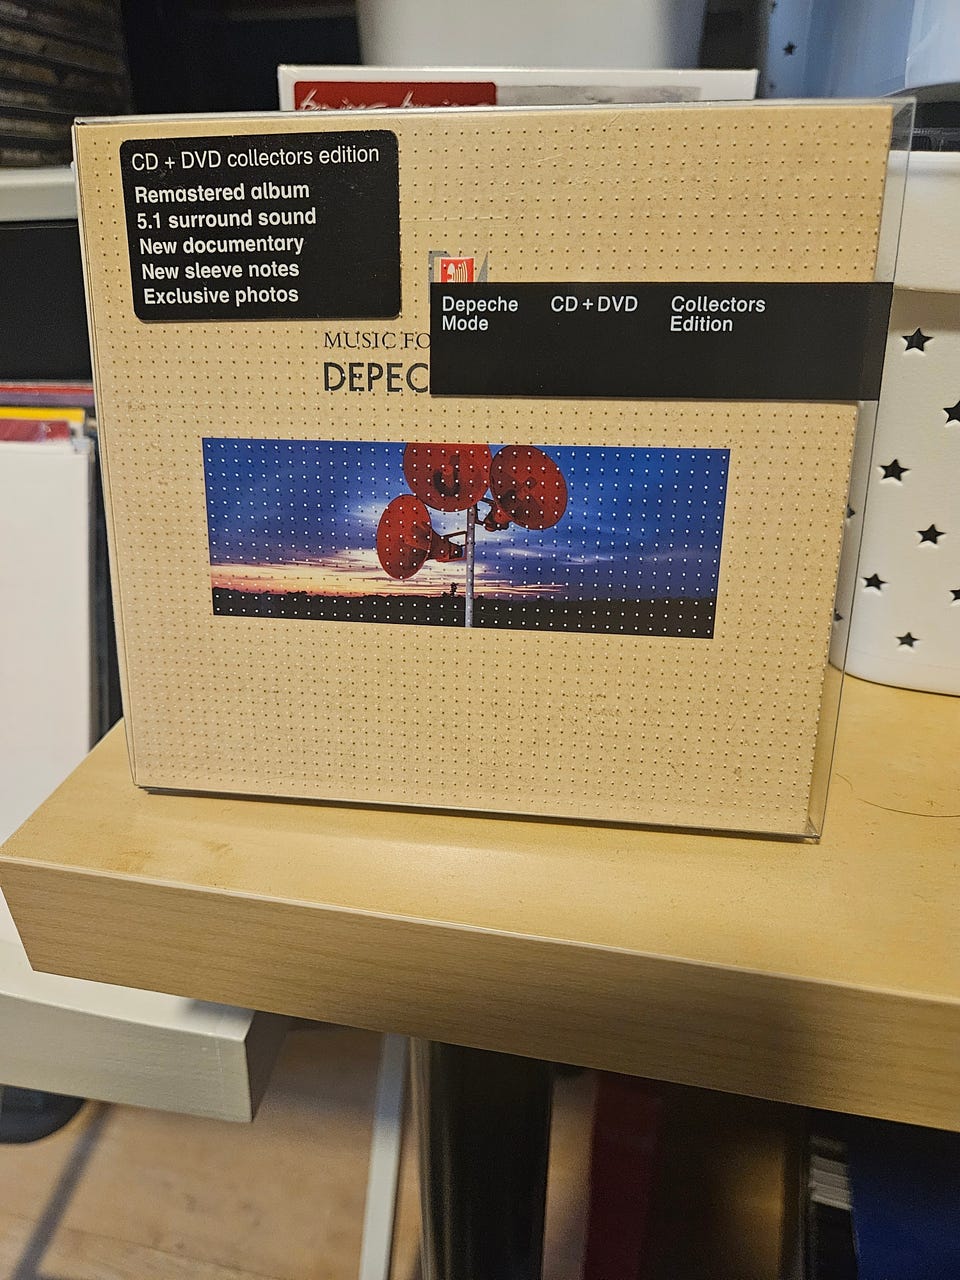 CD + DVD collectors edition
Remastered album
5.1 surround sound
New documentary
New sleeve notes
Exclusive photos
Depeche Mode
CD + DVD
Collectors Edition
MUSIC FO
DEPEC